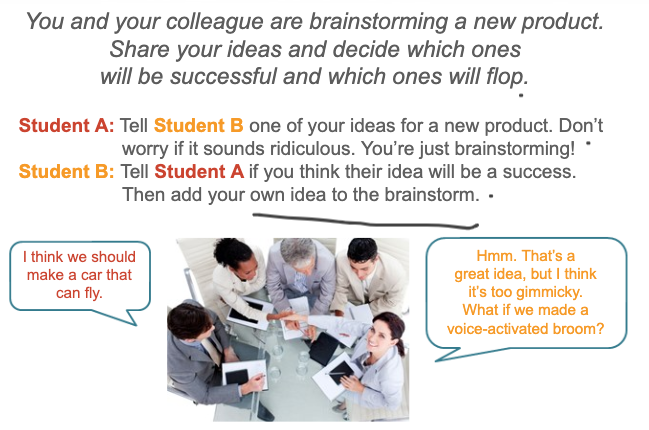 You and your colleague are brainstorming a new product.
Share your ideas and decide which ones
will be successful and which ones will flop.
Student A: Tell Student B one of your ideas for a new product. Don't
worry if it sounds ridiculous. You're just brainstorming!
Student B: Tell Student A if you think their idea will be a success.
Then add your own idea to the brainstorm.
I think we should
make a car that
can fly.
Hmm. That's a
great idea, but I think
it's too gimmicky.
What if we made a
voice-activated broom?